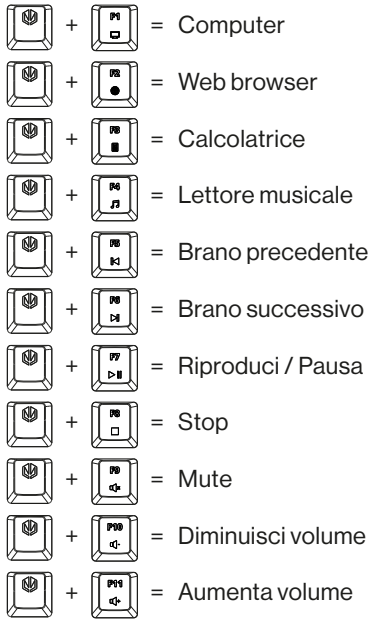 + F1 = Computer
+ F2 = Web browser
+ F3 = Calcolatrice
+ F4 = Lettore musicale
+ F5 = Brano precedente
+ F6 = Brano successivo
+ F7 = Riproduci / Pausa
+ F8 = Stop
+ F9 = Mute
+ F10 = Diminuisci volume
+ F11 = Aumenta volume